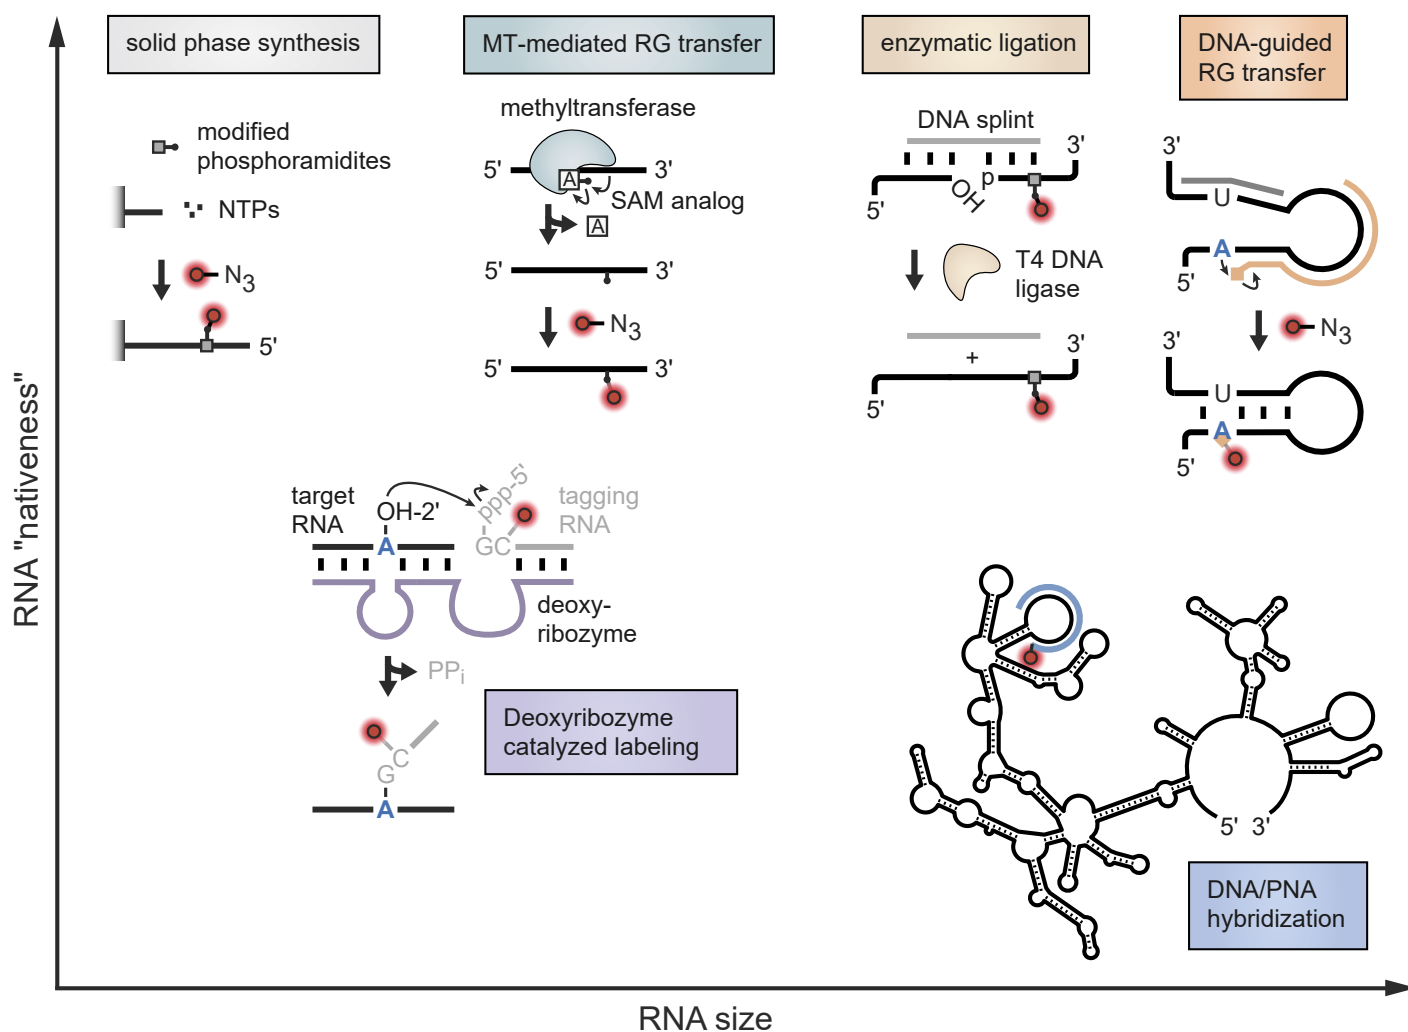 solid phase synthesis
modified
phosphoramidites
NTPs
N3
5'
MT-mediated RG transfer
methyltransferase
5'
3'
A
SAM analog
A
5'
3'
N3
5'
3'
enzymatic ligation
DNA splint
3'
OH
p
5'
T4 DNA
ligase
+
3'
5'
DNA-guided
RG transfer
3'
U
A
5'
N3
3'
U
A
5'
target
RNA
OH-2'
ppp-5'
tagging
RNA
A
GC
deoxy-
ribozyme
PPi
C
G
A
Deoxyribozyme
catalyzed labeling
5' 3'
DNA/PNA
hybridization
RNA "nativeness"
RNA size